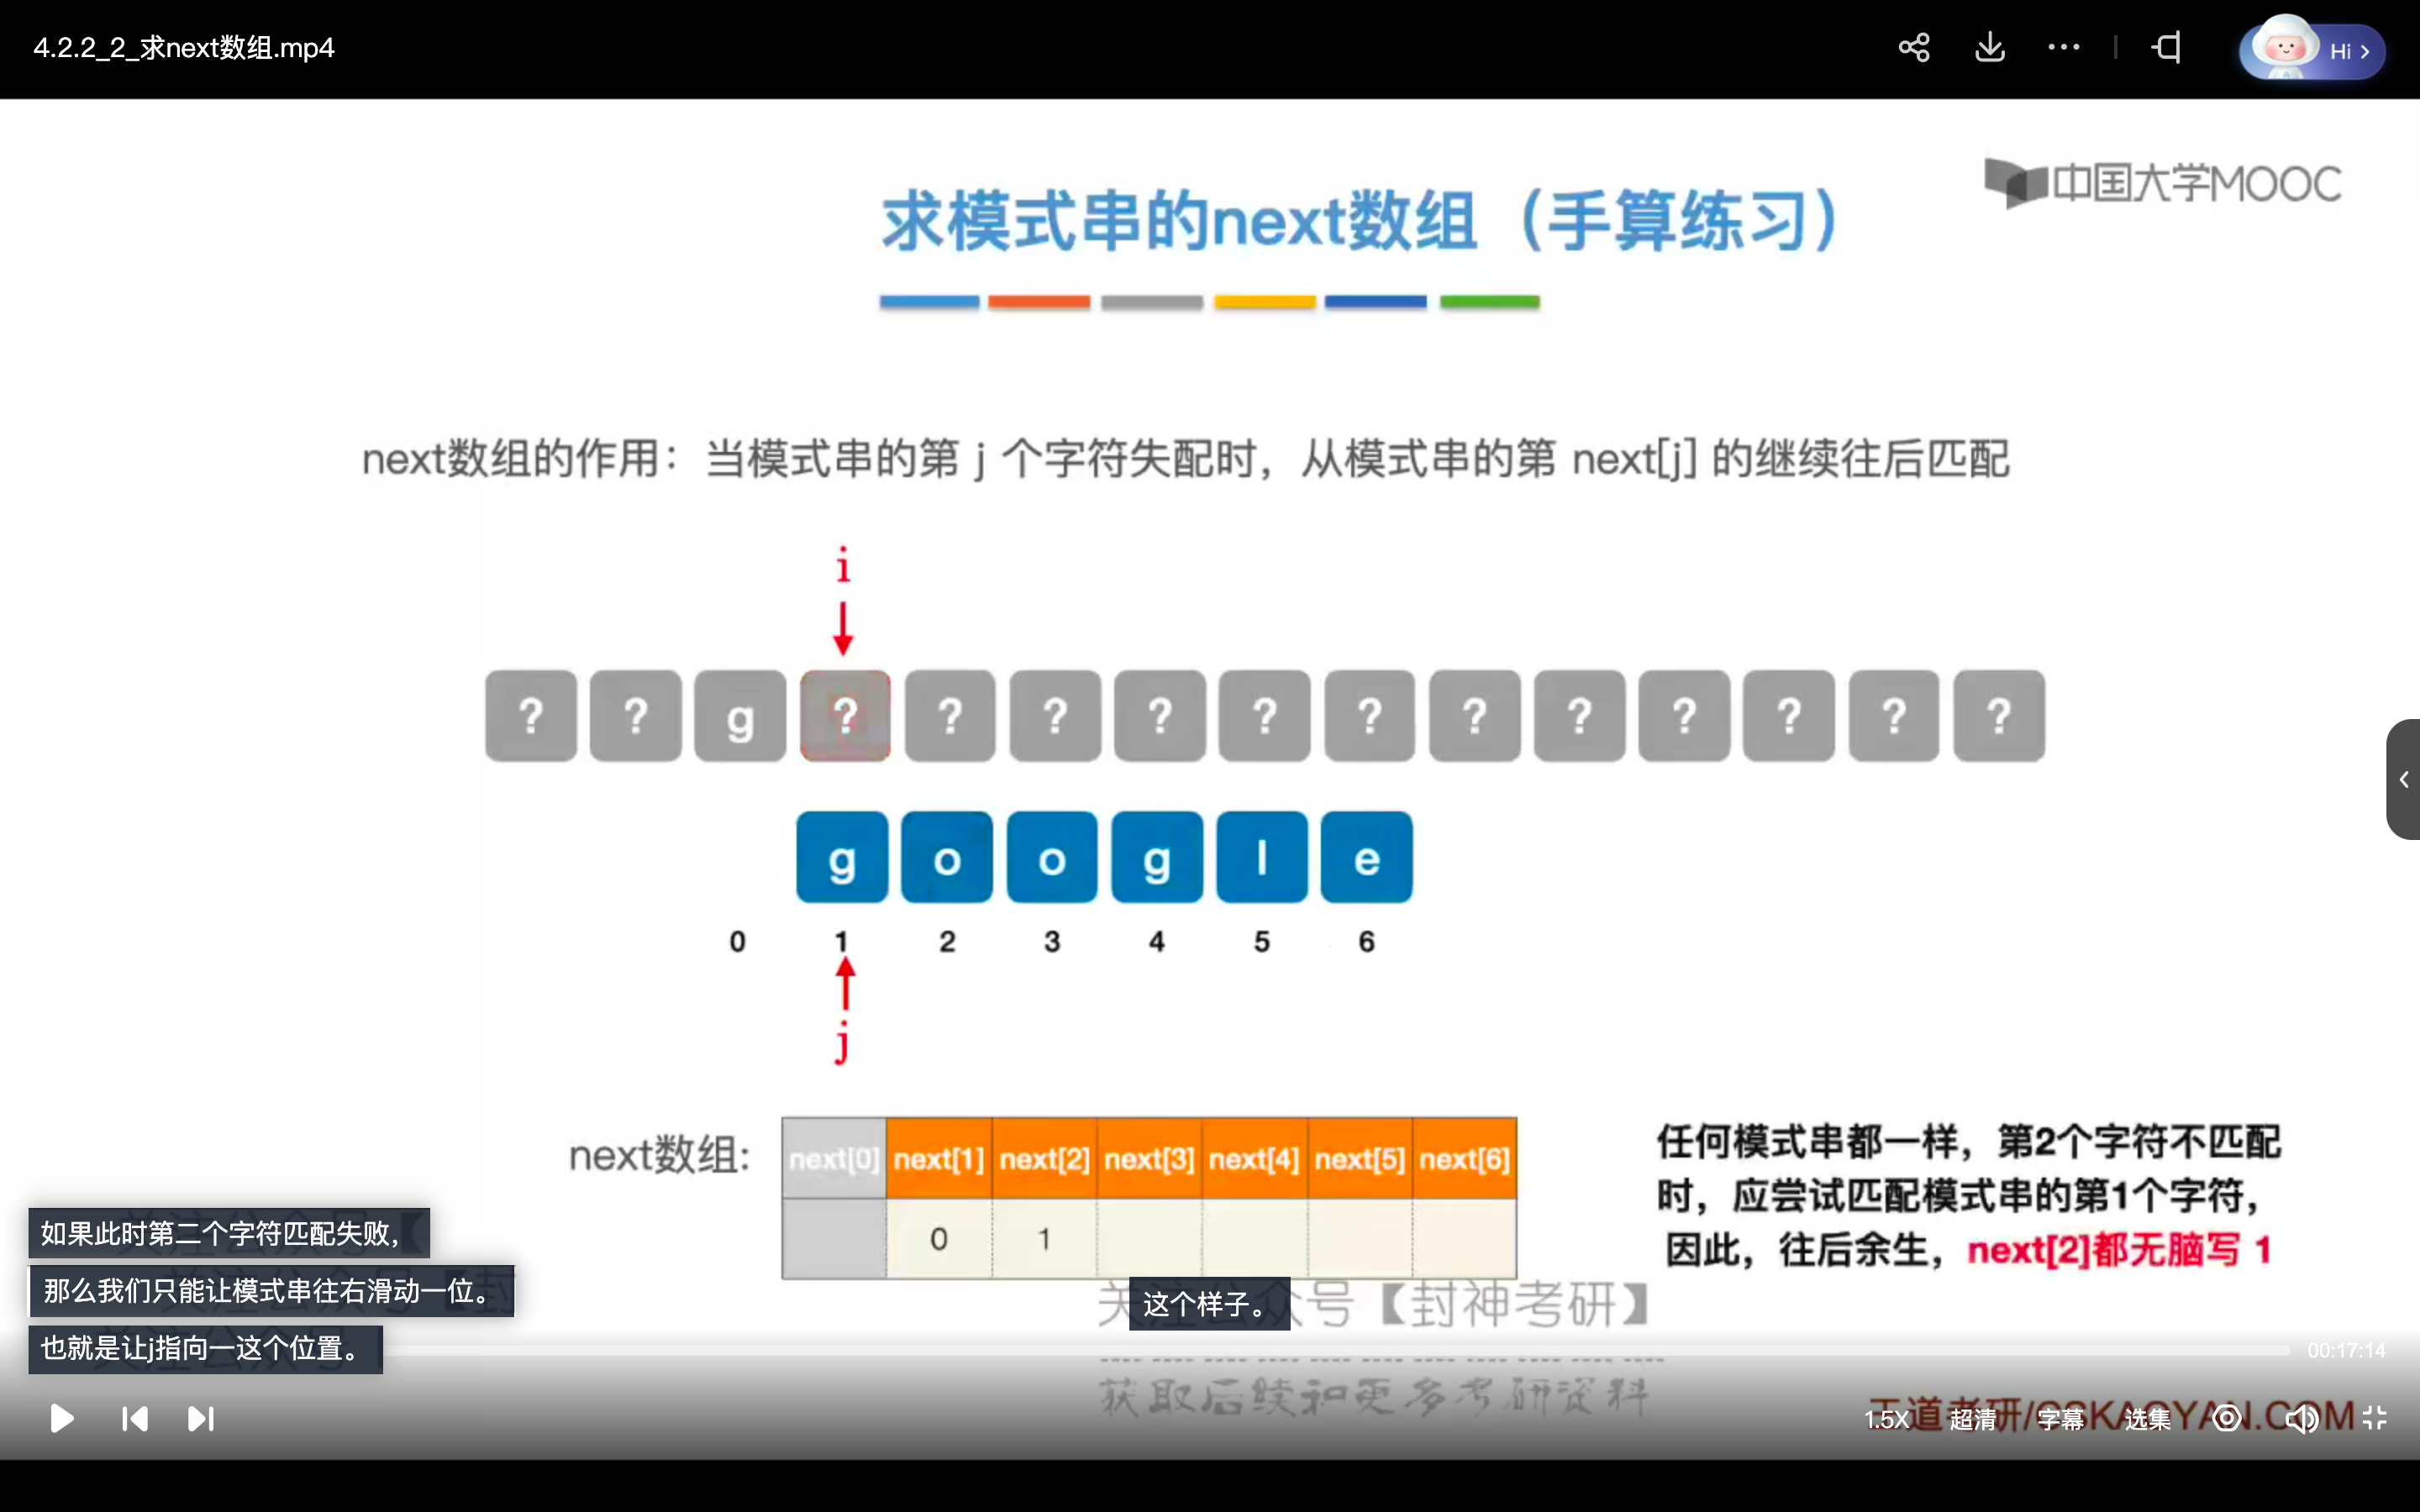 4.2.2_2_求next数组.mp4
Hi
中国大学MOOC
求模式串的next数组（手算练习）
next数组的作用：当模式串的第 j 个字符失配时，从模式串的第 next[j] 的继续往后匹配
i
? ? g ? ? ? ? ? ? ? ? ? ? ? ?
g o o g l e
0 1 2 3 4 5 6
j
next数组:
next[0] next[1] next[2] next[3] next[4] next[5] next[6]
0 1
任何模式串都一样，第2个字符不匹配
时，应尝试匹配模式串的第1个字符，
因此，往后余生，next[2]都无脑写 1
如果此时第二个字符匹配失败，
那么我们只能让模式串往右滑动一位。
也就是让j指向一这个位置。
这个样子。
号【封神考研】
00:17:14
获取后续和更多考研资料
王道考研/CSKAOYAN.COM
1.5X 超清 字幕 选集